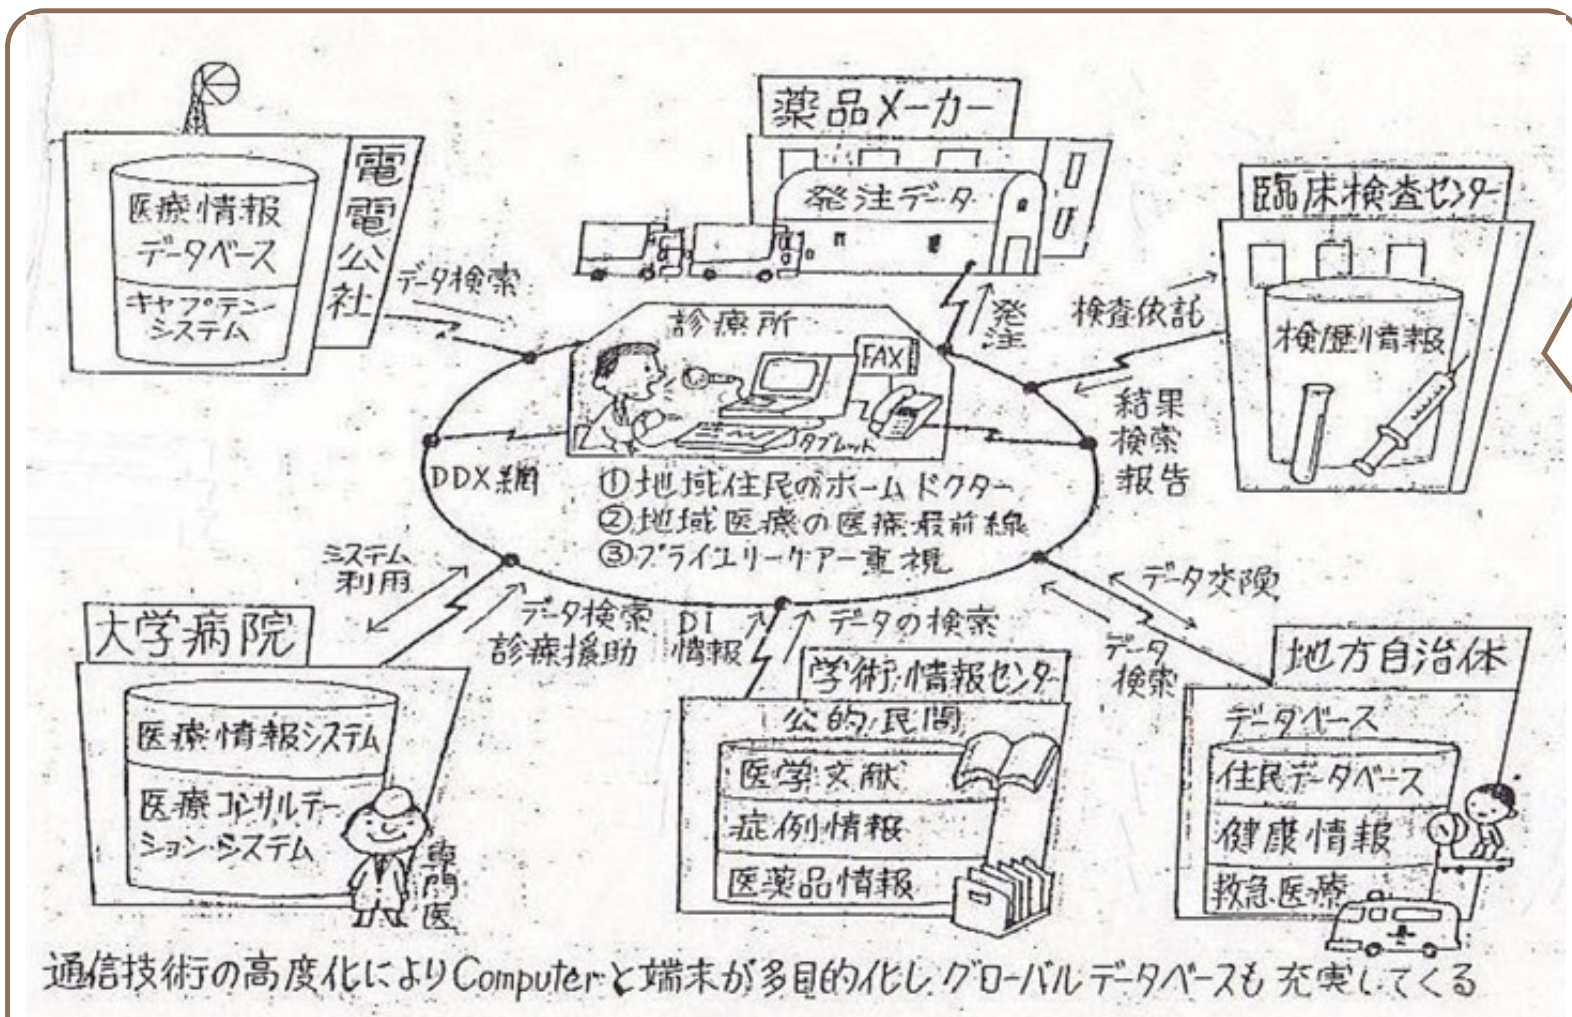 電電公社
医療情報
データベース
キャプテン
システム
データ検索
薬品メーカー
発注データ
発注
臨床検査センター
検歴情報
検査依託
結果
検索
報告
診療所
FAX
タブレット
DDX網
①地域住民のホームドクター
②地域医療の医療最前線
③プライエリーケアー重視
システム
利用
データ検索
診療援助
大学病院
医療情報システム
医療コンサルテー
ション・システム
専門医
DI
情報
データの検索
学術情報センター
公的/民間
医学文献
症例情報
医薬品情報
データ交険
データ
検索
地方自治体
データベース
住民データベース
健康情報
救急医療
通信技術の高度化によりComputerと端末が多目的化しグローバルデータベースも充実してくる